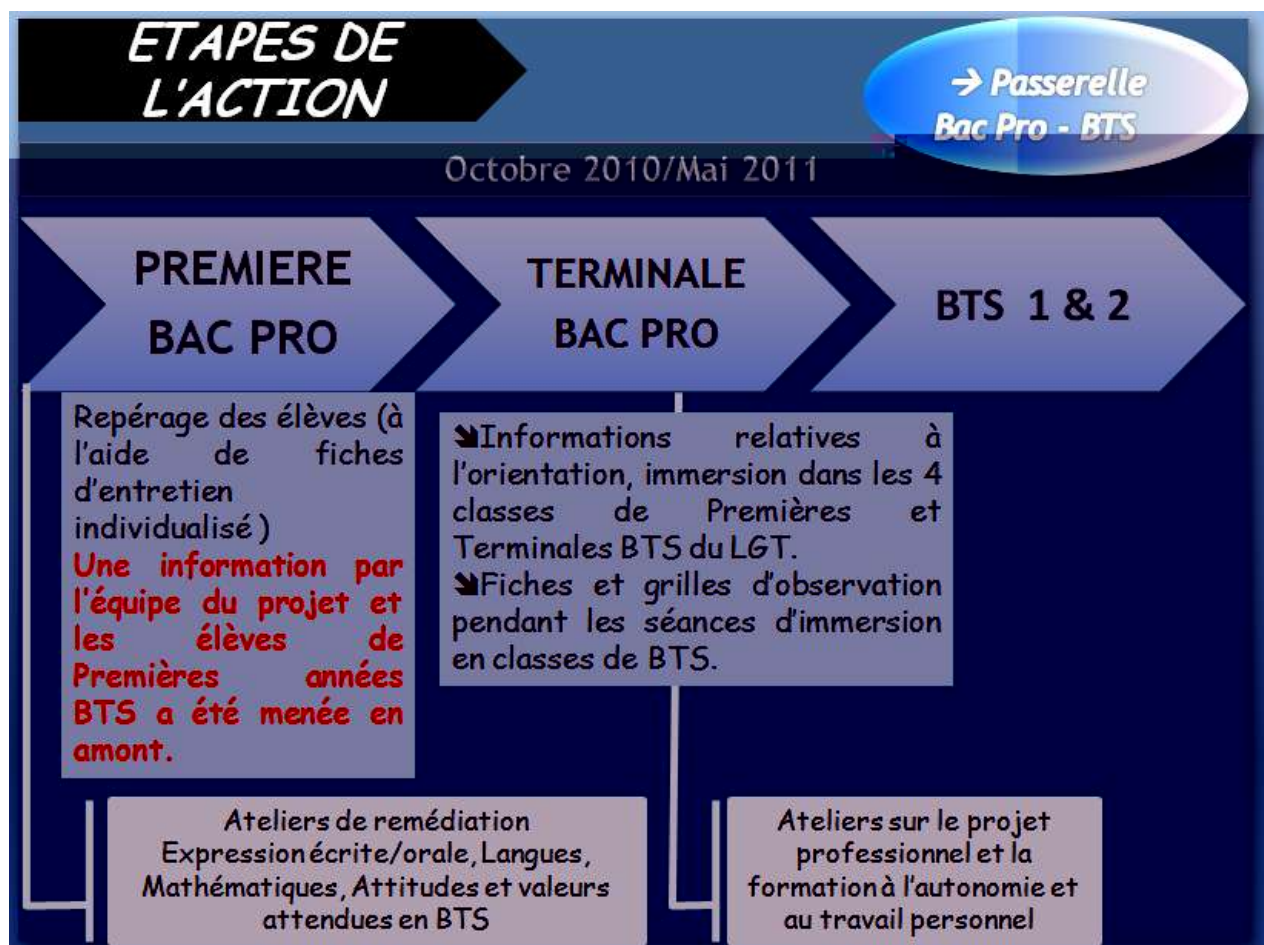 ETAPES DE
L'ACTION
→ Passerelle
Bac Pro - BTS
Octobre 2010/Mai 2011
PREMIERE
BAC PRO
TERMINALE
BAC PRO
BTS 1 & 2
Repérage des élèves (à
l'aide de fiches
d'entretien
individualisé )
Une information par
l'équipe du projet et
les élèves de
Premières années
BTS a été menée en
amont.
➘Informations relatives à
l'orientation, immersion dans les 4
classes de Premières et
Terminales BTS du LGT.
➘Fiches et grilles d'observation
pendant les séances d'immersion
en classes de BTS.
Ateliers de remédiation
Expression écrite/orale, Langues,
Mathématiques, Attitudes et valeurs
attendues en BTS
Ateliers sur le projet
professionnel et la
formation à l'autonomie et
au travail personnel